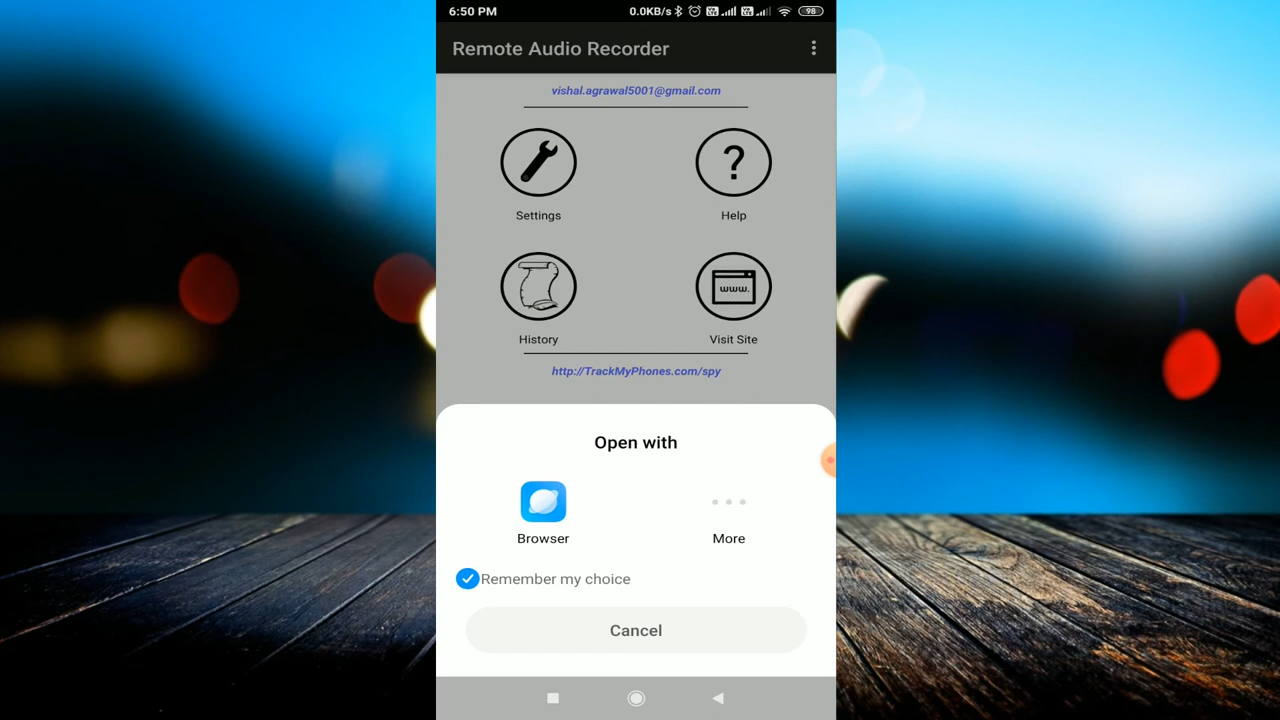 6:50 PM 0.0KB/s 98
Remote Audio Recorder
vishal.agrawal5001@gmail.com
Settings Help
www.
History Visit Site
http://TrackMyPhones.com/spy
Open with
Browser More
Remember my choice
Cancel